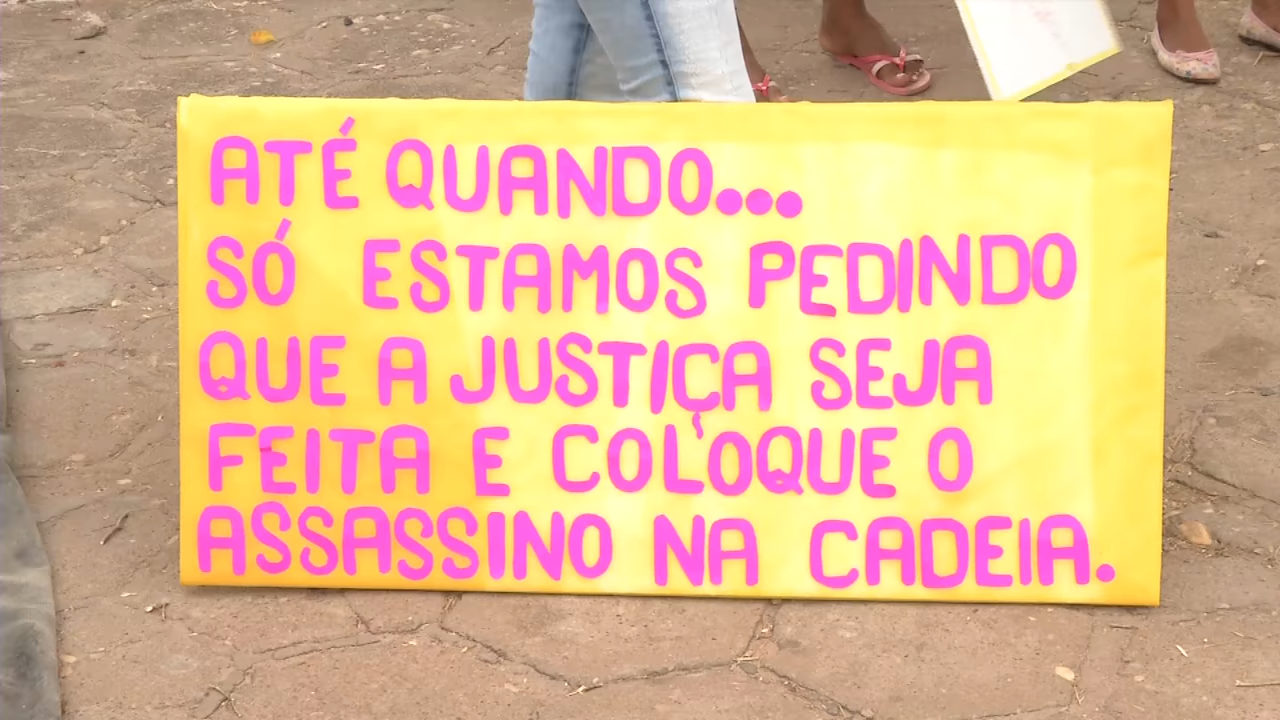 ATÉ QUANDO...
SÓ ESTAMOS PEDINDO
QUE A JUSTIÇA SEJA
FEITA E COLOQUE O
ASSASSINO NA CADEIA.